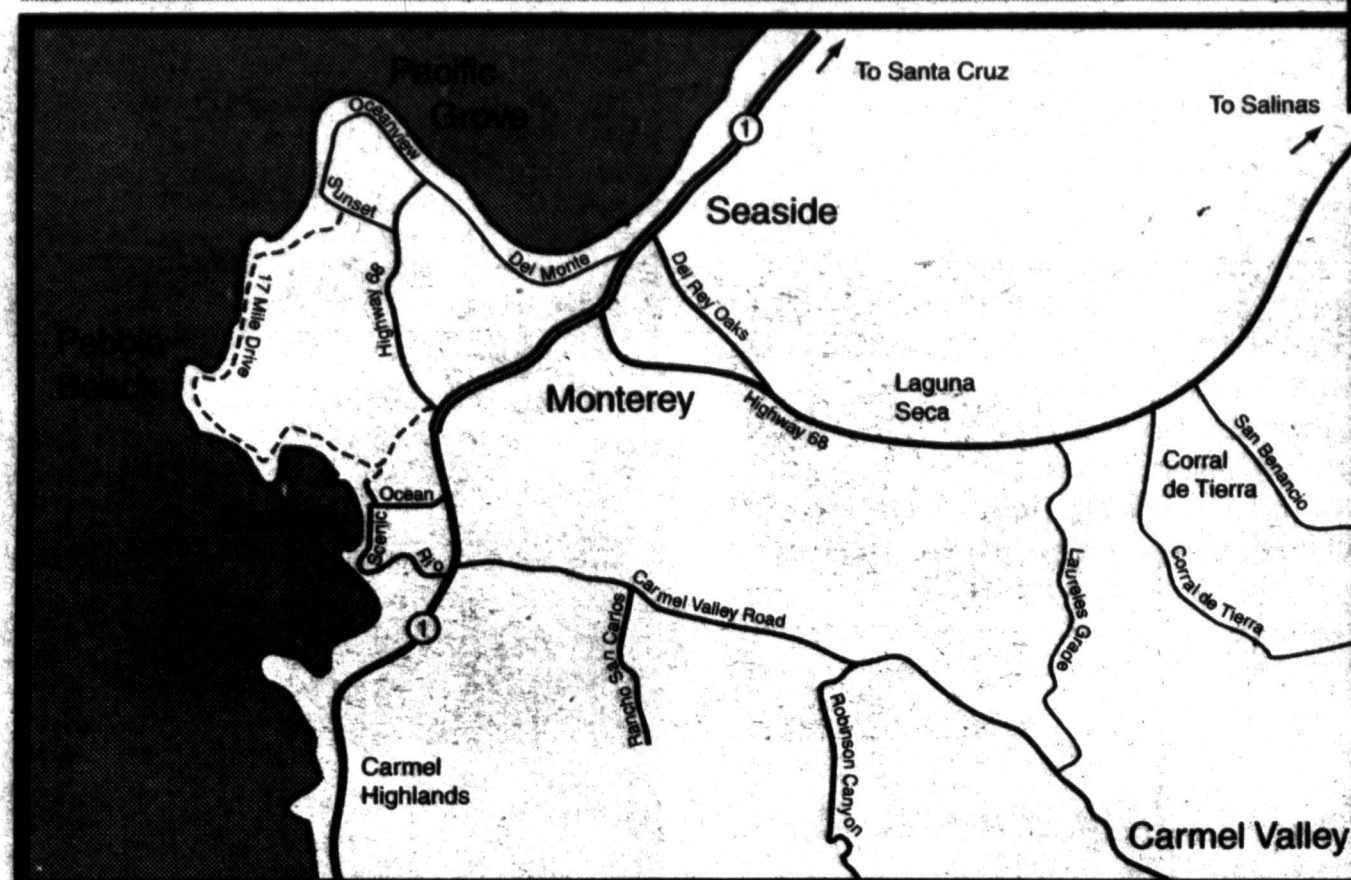 Pacific
Grove
To Santa Cruz
To Salinas
Oceanview
1
Sunset
Seaside
Del Monte
Del Rey Oaks
Highway 68
17 Mile Drive
Pebble
Beach
Monterey
Highway 68
Laguna
Seca
San Benancio
Corral
de Tierra
Ocean
Scenic
Rio
Carmel Valley Road
Laureles Grade
Corral de Tierra
1
Rancho San Carlos
Robinson Canyon
Carmel
Highlands
Carmel Valley